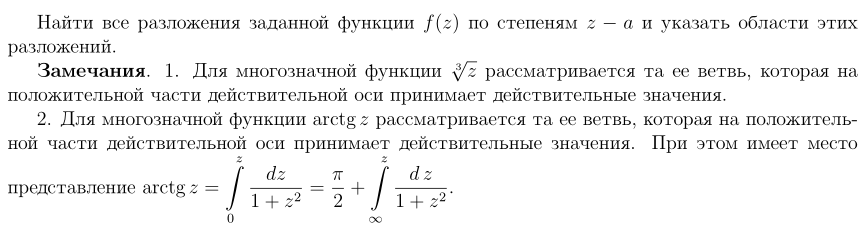 Найти все разложения заданной функции f(z) по степеням z − a и указать области этих
разложений.
Замечания. 1. Для многозначной функции ∛z рассматривается та ее ветвь, которая на
положительной части действительной оси принимает действительные значения.
2. Для многозначной функции arctg z рассматривается та ее ветвь, которая на положитель-
ной части действительной оси принимает действительные значения. При этом имеет место
представление arctg z = ∫₀ᶻ dz/(1 + z²) = π/2 + ∫_∞^z d z/(1 + z²).